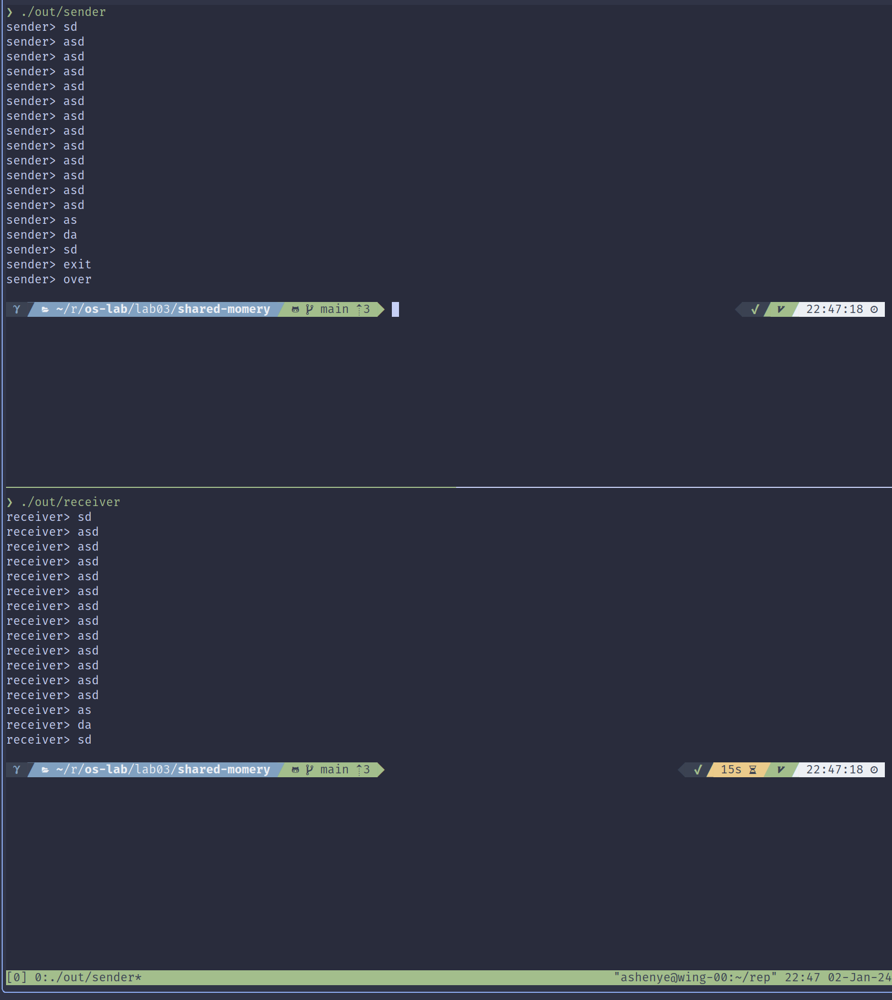 ❯ ./out/sender
sender> sd
sender> asd
sender> asd
sender> asd
sender> asd
sender> asd
sender> asd
sender> asd
sender> asd
sender> asd
sender> asd
sender> asd
sender> asd
sender> as
sender> da
sender> sd
sender> exit
sender> over
γ ~/r/os-lab/lab03/shared-momery main ⇡3 ✓ 22:47:18
❯ ./out/receiver
receiver> sd
receiver> asd
receiver> asd
receiver> asd
receiver> asd
receiver> asd
receiver> asd
receiver> asd
receiver> asd
receiver> asd
receiver> asd
receiver> asd
receiver> asd
receiver> as
receiver> da
receiver> sd
γ ~/r/os-lab/lab03/shared-momery main ⇡3 ✓ 15s 22:47:18
[0] 0:./out/sender* "ashenye@wing-00:~/rep" 22:47 02-Jan-24